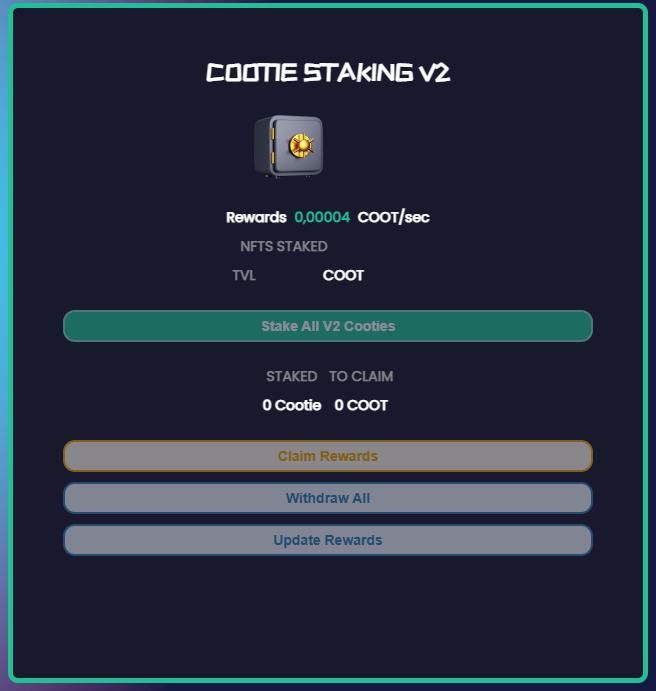 COOTIE STAKING V2
Rewards 0,00004 COOT/sec
NFTS STAKED
TVL COOT
Stake All V2 Cooties
STAKED TO CLAIM
0 Cootie 0 COOT
Claim Rewards
Withdraw All
Update Rewards